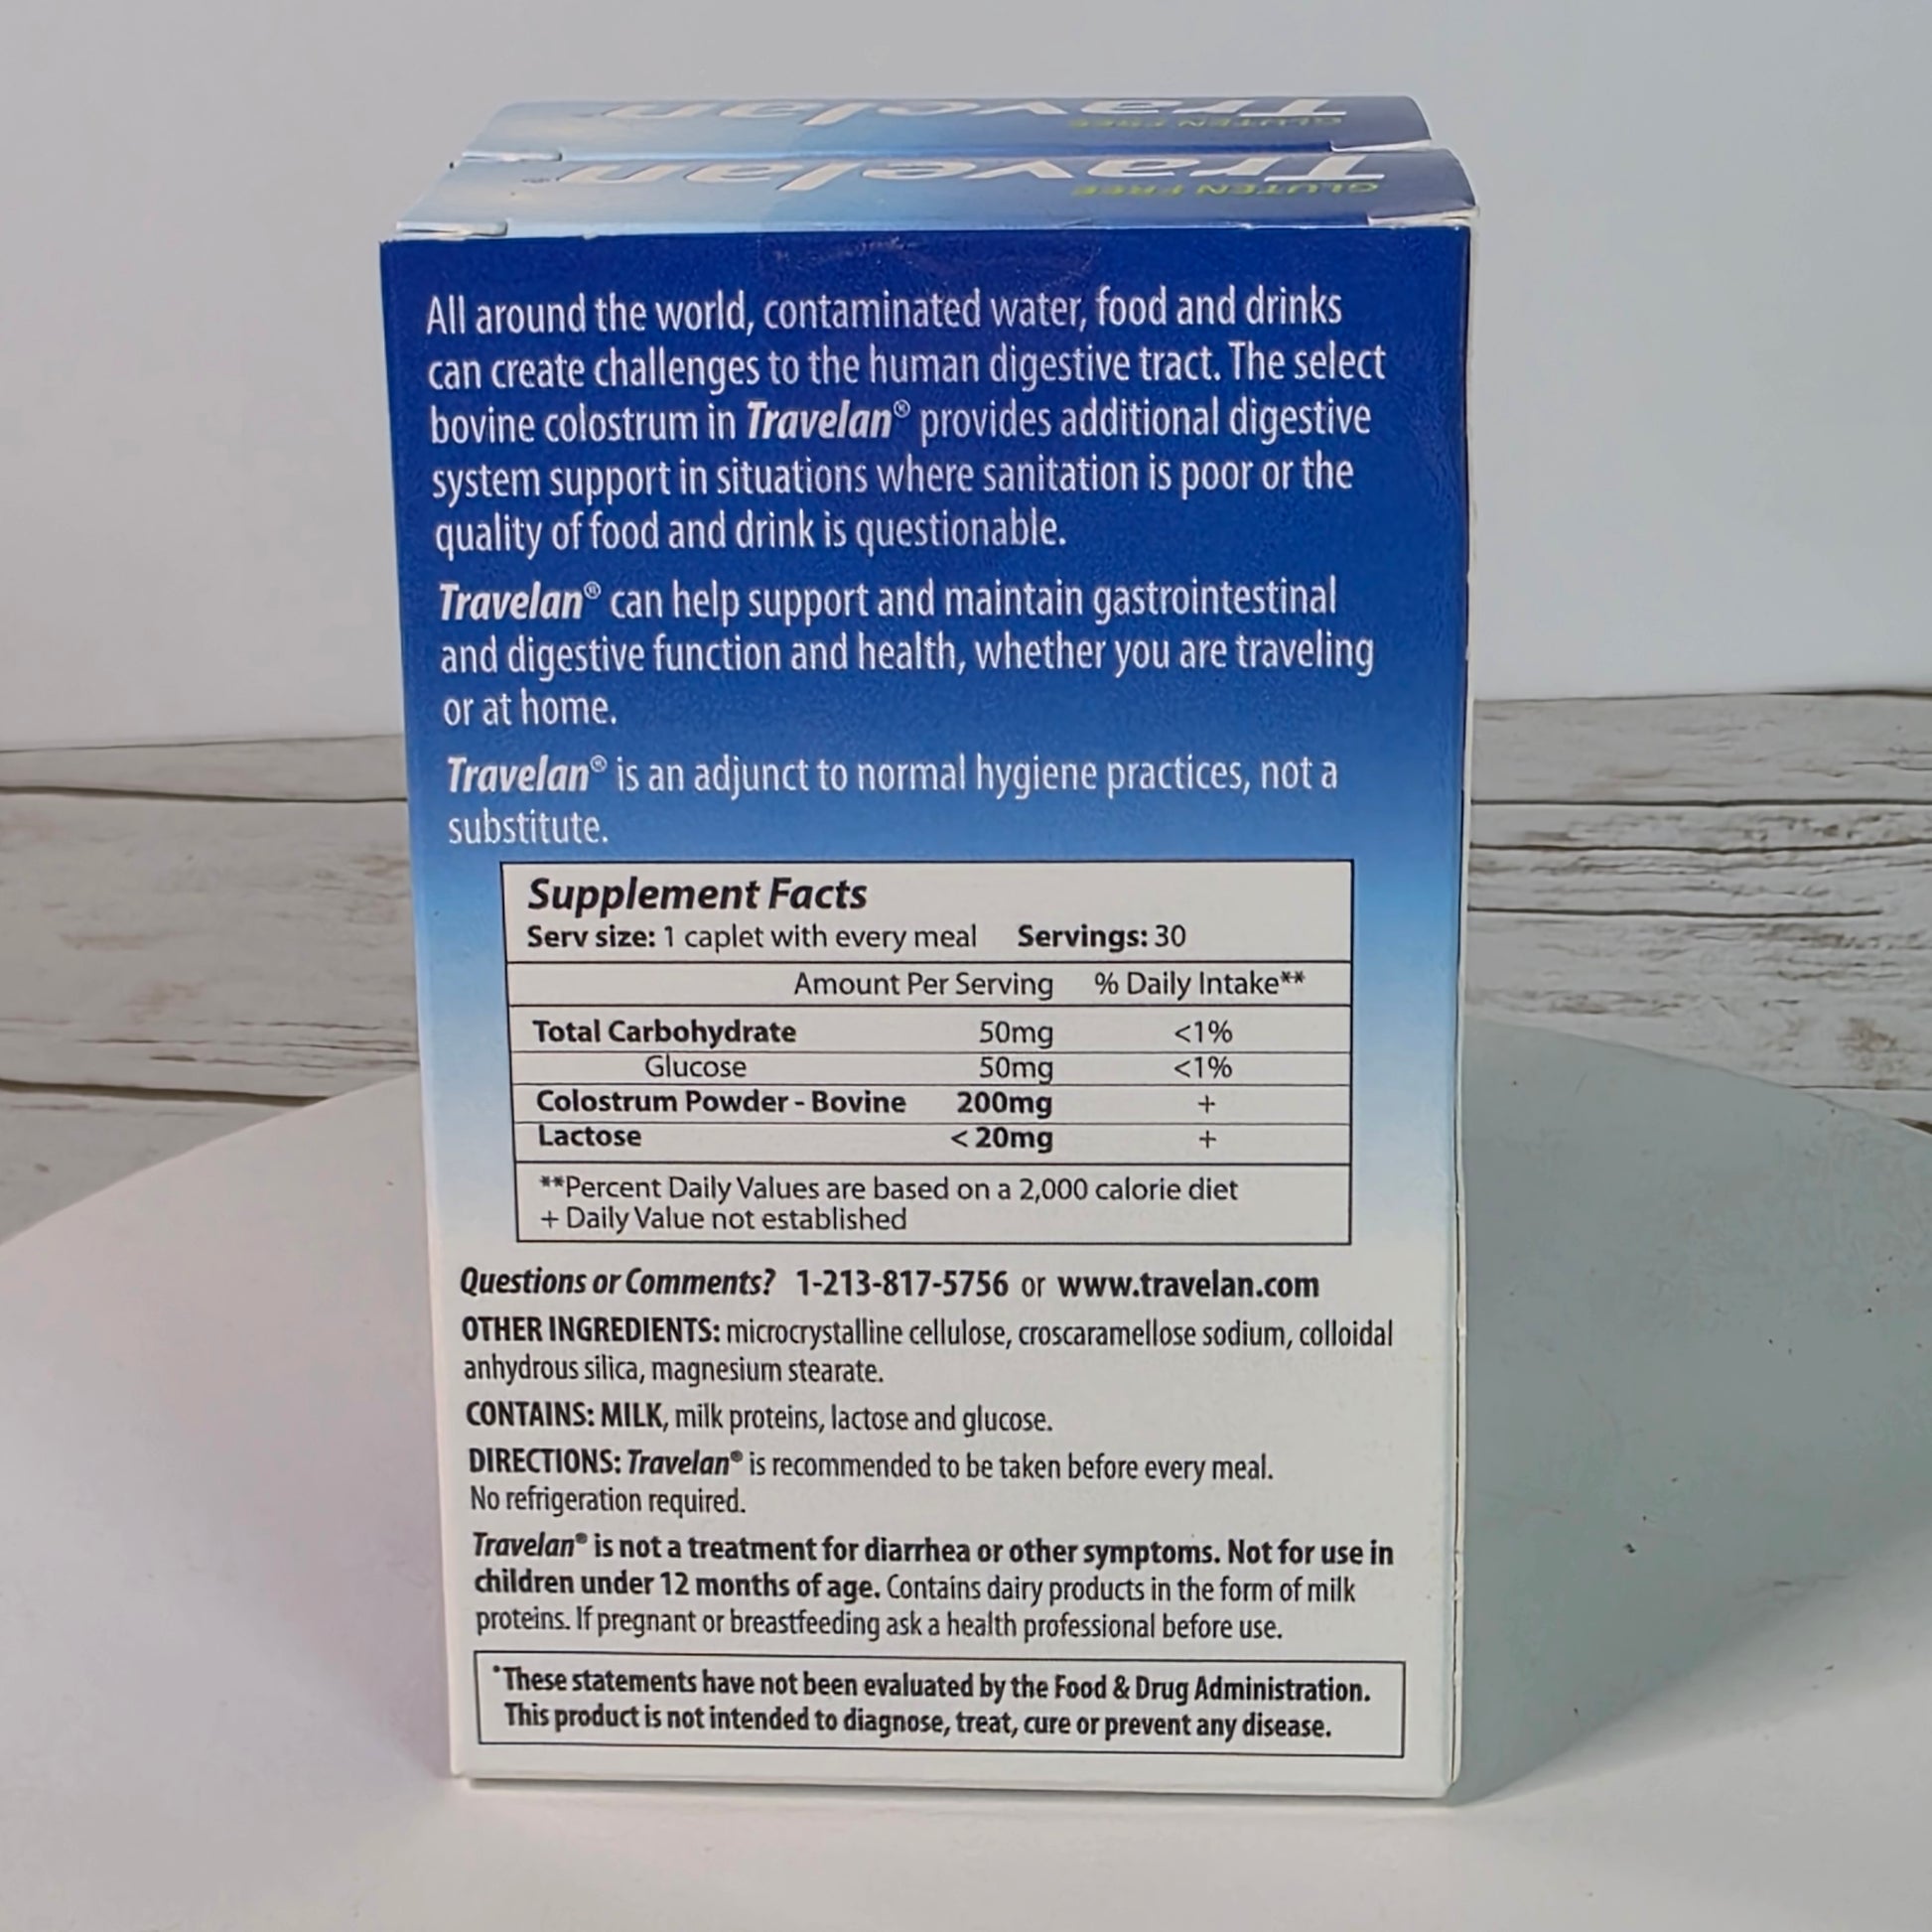 Travelan
GLUTEN FREE
Travelan®
GLUTEN FREE
All around the world, contaminated water, food and drinks
can create challenges to the human digestive tract. The select
bovine colostrum in Travelan® provides additional digestive
system support in situations where sanitation is poor or the
quality of food and drink is questionable.
Travelan® can help support and maintain gastrointestinal
and digestive function and health, whether you are traveling
or at home.
Travelan® is an adjunct to normal hygiene practices, not a
substitute.
Supplement Facts
Serv size: 1 caplet with every meal Servings: 30
Amount Per Serving % Daily Intake**
Total Carbohydrate 50mg <1%
Glucose 50mg <1%
Colostrum Powder - Bovine 200mg +
Lactose < 20mg +
**Percent Daily Values are based on a 2,000 calorie diet
+ Daily Value not established
Questions or Comments? 1-213-817-5756 or www.travelan.com
OTHER INGREDIENTS: microcrystalline cellulose, croscaramellose sodium, colloidal
anhydrous silica, magnesium stearate.
CONTAINS: MILK, milk proteins, lactose and glucose.
DIRECTIONS: Travelan® is recommended to be taken before every meal.
No refrigeration required.
Travelan® is not a treatment for diarrhea or other symptoms. Not for use in
children under 12 months of age. Contains dairy products in the form of milk
proteins. If pregnant or breastfeeding ask a health professional before use.
*These statements have not been evaluated by the Food & Drug Administration.
This product is not intended to diagnose, treat, cure or prevent any disease.